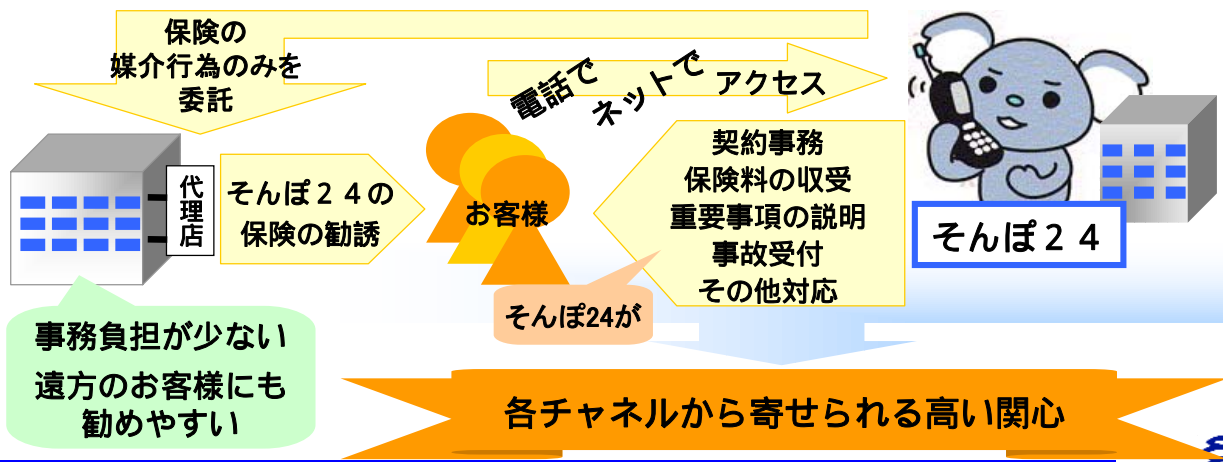 保険の
媒介行為のみを
委託
電話で
ネットで
アクセス
代理店
そんぽ２４の
保険の勧誘
お客様
契約事務
保険料の収受
重要事項の説明
事故受付
その他対応
そんぽ２４
そんぽ24が
事務負担が少ない
遠方のお客様にも
勧めやすい
各チャネルから寄せられる高い関心